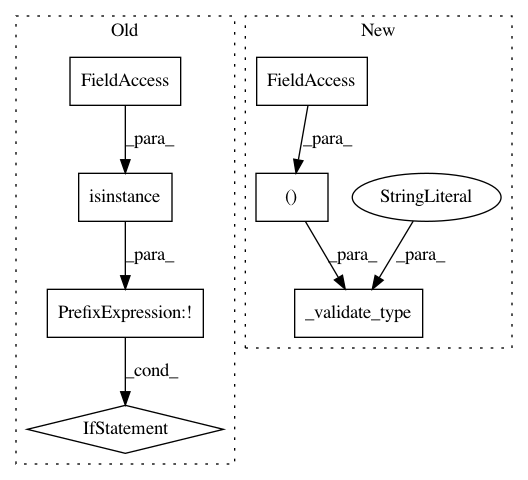 Old
New
FieldAccess
FieldAccess
_para_
_para_
isinstance
()
StringLiteral
_para_
_para_
_para_
PrefixExpression:!
_validate_type
_cond_
IfStatement